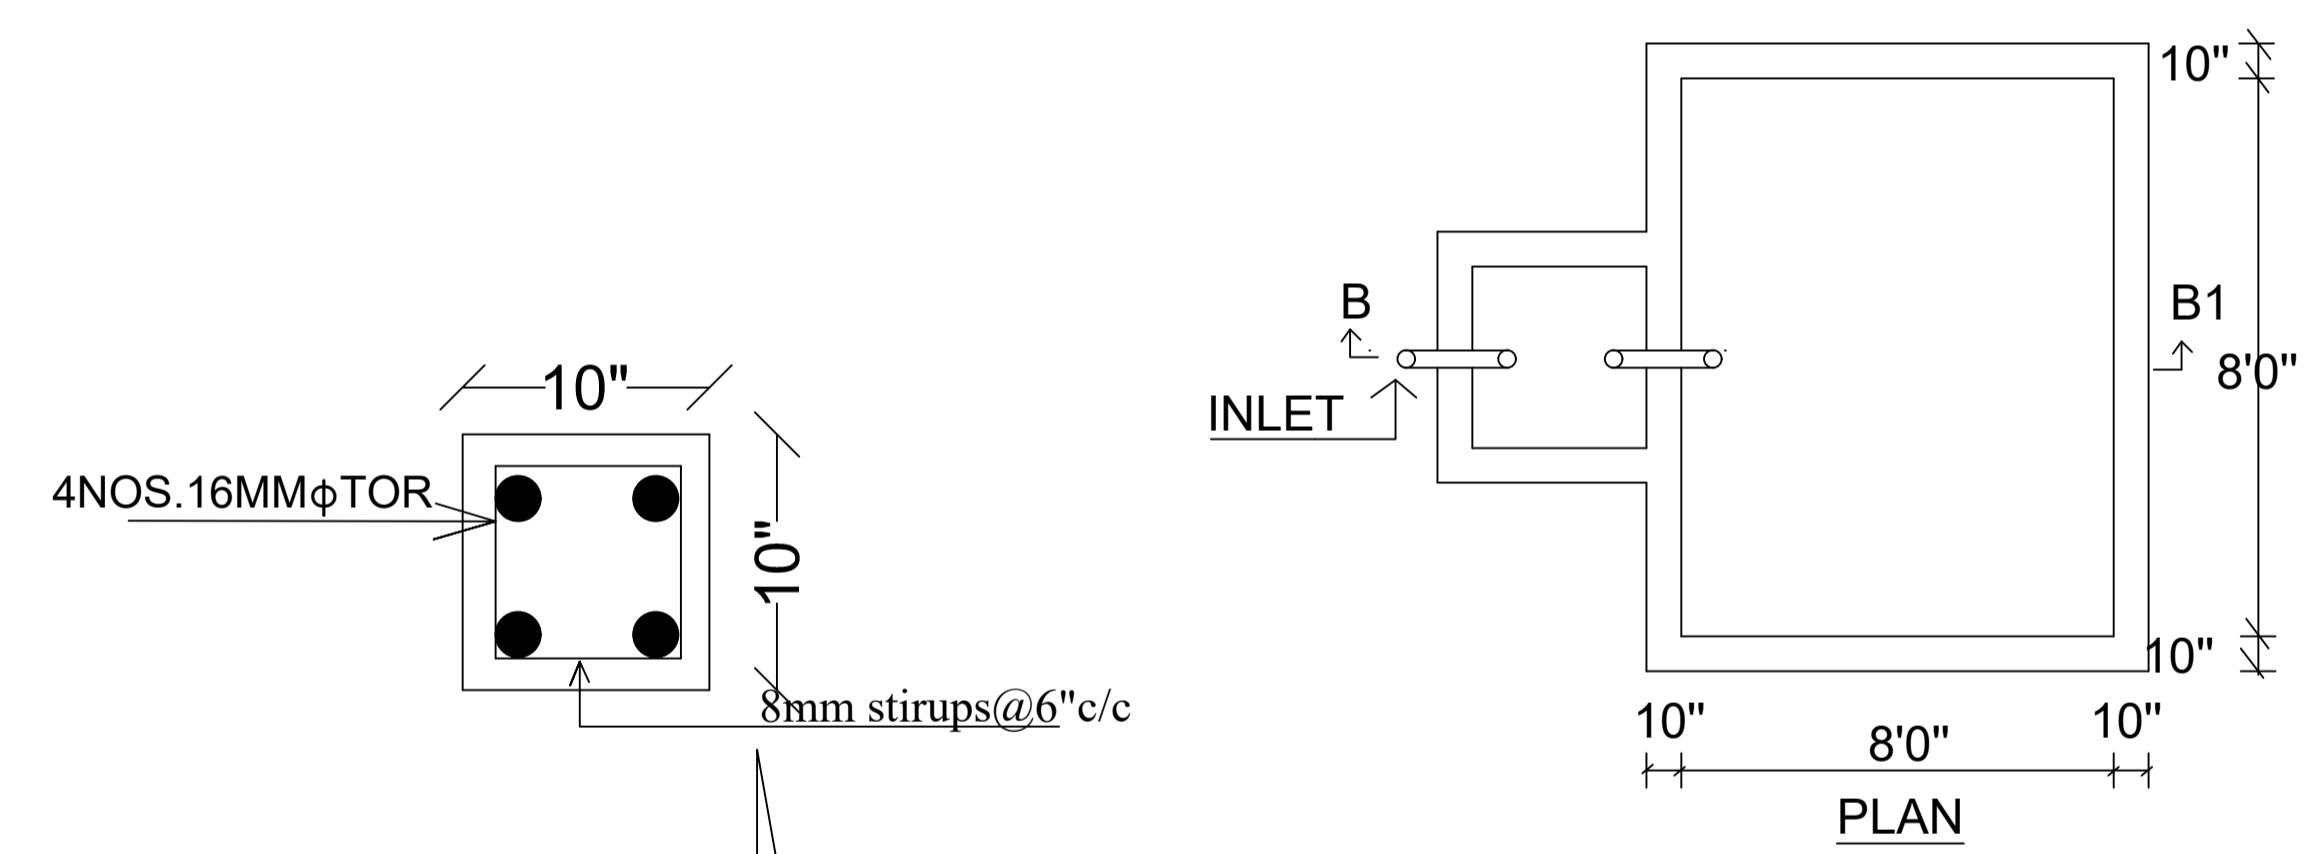 10"
4NOS.16MMϕTOR
10"
8mm stirups@6"c/c
10"
B
B1
8'0"
INLET
10"
10"
10"
8'0"
PLAN